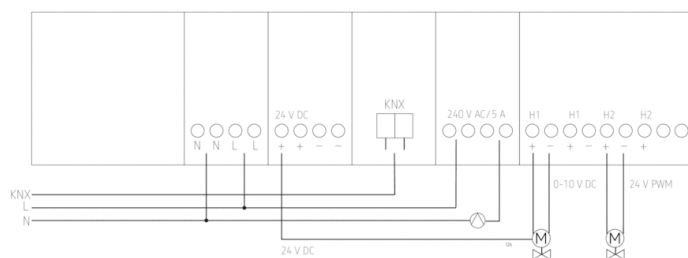 KNX
24 V DC
240 V AC/5 A
H1 H1 H2 H2
N N L L
+ + − −
+ − + − + − +
KNX
L
N
0-10 V DC
24 V PWM
24 V DC
M M